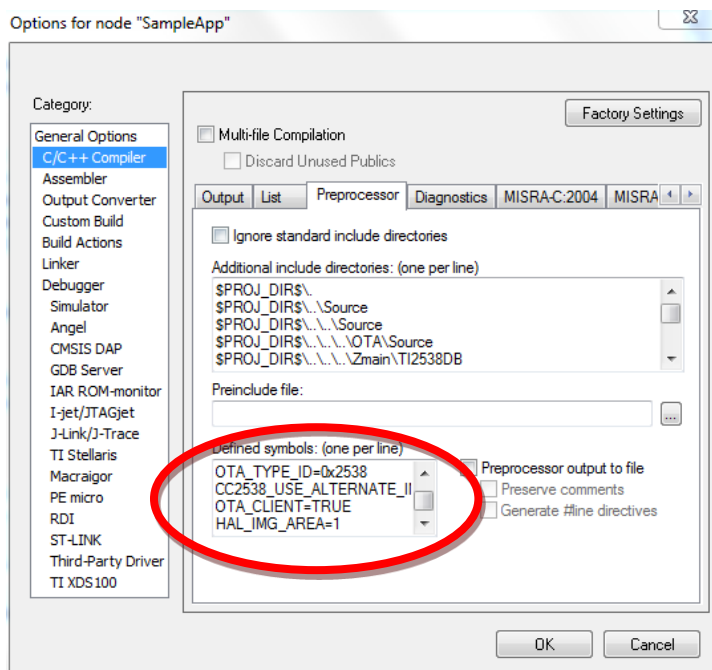 Options for node "SampleApp"
Category:
General Options
C/C++ Compiler
Assembler
Output Converter
Custom Build
Build Actions
Linker
Debugger
Simulator
Angel
CMSIS DAP
GDB Server
IAR ROM-monitor
I-jet/JTAGjet
J-Link/J-Trace
TI Stellaris
Macraigor
PE micro
RDI
ST-LINK
Third-Party Driver
TI XDS100
Factory Settings
Multi-file Compilation
Discard Unused Publics
Output List Preprocessor Diagnostics MISRA-C:2004 MISRA
Ignore standard include directories
Additional include directories: (one per line)
$PROJ_DIR$\.
$PROJ_DIR$\..\Source
$PROJ_DIR$\..\..\Source
$PROJ_DIR$\..\..\..\OTA\Source
$PROJ_DIR$\..\..\..\Zmain\TI2538DB
Preinclude file:
...
Defined symbols: (one per line)
OTA_TYPE_ID=0x2538
CC2538_USE_ALTERNATE_
OTA_CLIENT=TRUE
HAL_IMG_AREA=1
Preprocessor output to file
Preserve comments
Generate #line directives
OK Cancel